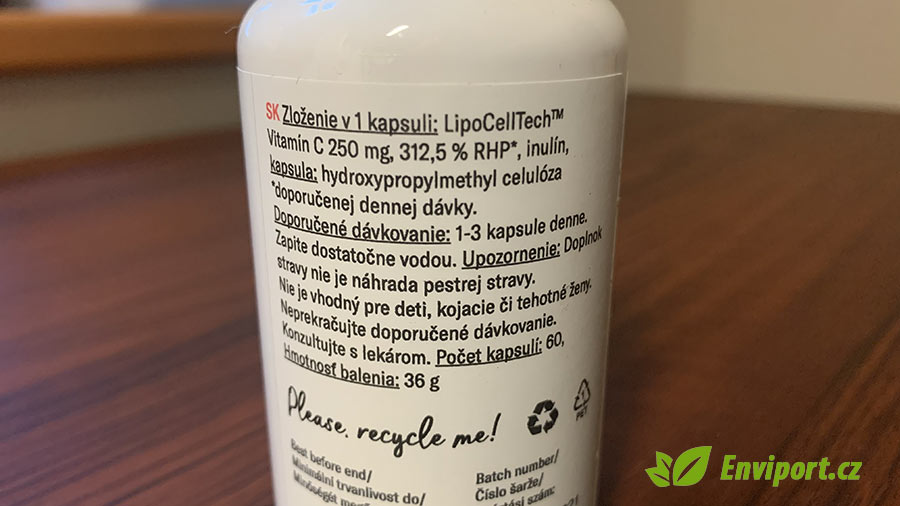 SK Zloženie v 1 kapsuli: LipoCellTech™
Vitamín C 250 mg, 312,5 % RHP*, inulín,
kapsula: hydroxypropylmethyl celulóza
*doporučenej dennej dávky.
Doporučené dávkovanie: 1-3 kapsule denne.
Zapite dostatočne vodou. Upozornenie: Doplnok
stravy nie je náhrada pestrej stravy.
Nie je vhodný pre deti, kojacie či tehotné ženy.
Neprekračujte doporučené dávkovanie.
Konzultujte s lekárom. Počet kapsulí: 60,
Hmotnosť balenia: 36 g
Please, recycle me!
PET
Best before end/
Minimální trvanlivost do/
Minőségét
Batch number/
Číslo šarže/
szám:
Enviport.cz